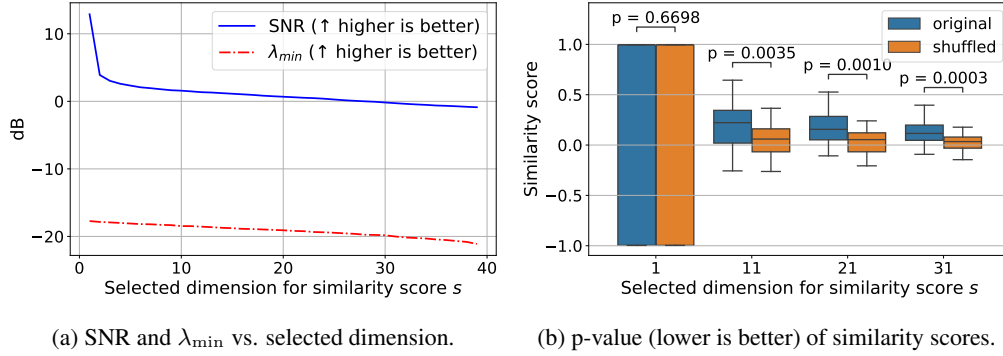 SNR (↑ higher is better)
λmin (↑ higher is better)
dB
10
0
−10
−20
0
10
20
30
40
Selected dimension for similarity score s
(a) SNR and λmin vs. selected dimension.
original
shuffled
p = 0.6698
p = 0.0035
p = 0.0010
p = 0.0003
Similarity score
1.0
0.5
0.0
−0.5
−1.0
1
11
21
31
Selected dimension for similarity score s
(b) p-value (lower is better) of similarity scores.